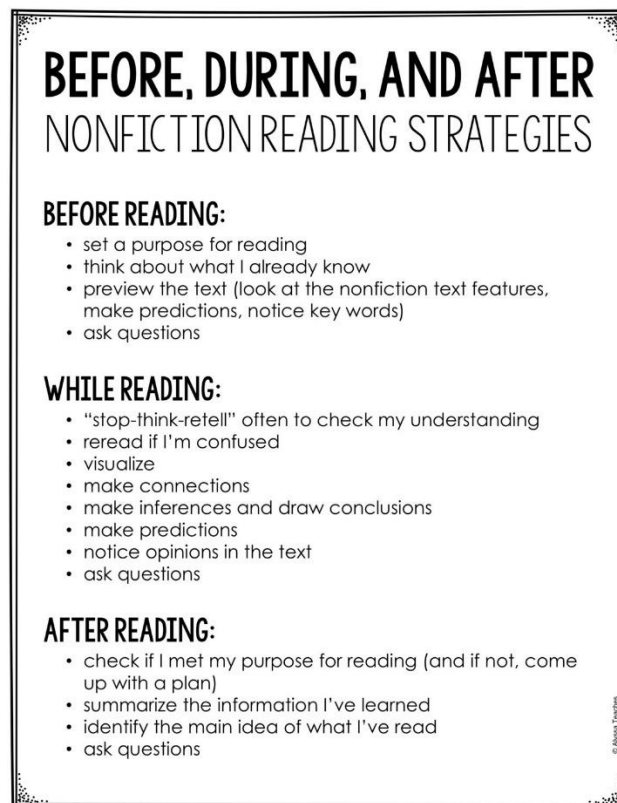 BEFORE, DURING, AND AFTER
NONFICTION READING STRATEGIES
BEFORE READING:
• set a purpose for reading
• think about what I already know
• preview the text (look at the nonfiction text features,
make predictions, notice key words)
• ask questions
WHILE READING:
• “stop-think-retell” often to check my understanding
• reread if I’m confused
• visualize
• make connections
• make inferences and draw conclusions
• make predictions
• notice opinions in the text
• ask questions
AFTER READING:
• check if I met my purpose for reading (and if not, come
up with a plan)
• summarize the information I’ve learned
• identify the main idea of what I’ve read
• ask questions
© Alyssa Teaches